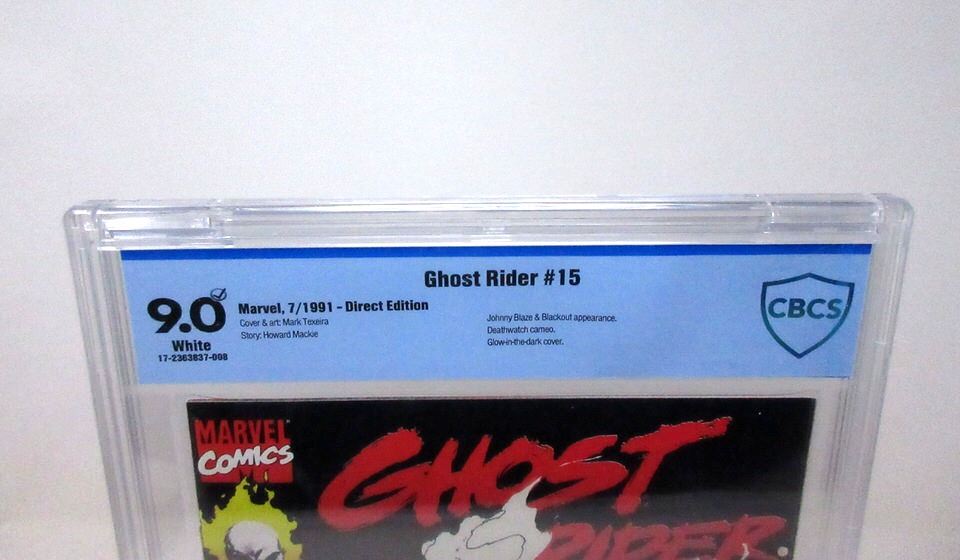 Ghost Rider #15
9.0
White
17-2363637-008
Marvel, 7/1991 - Direct Edition
Cover & art: Mark Texeira
Story: Howard Mackie
Johnny Blaze & Blackout appearance.
Deathwatch cameo.
Glow-in-the-dark cover.
CBCS
MARVEL
COMICS
GHOST
RIDER